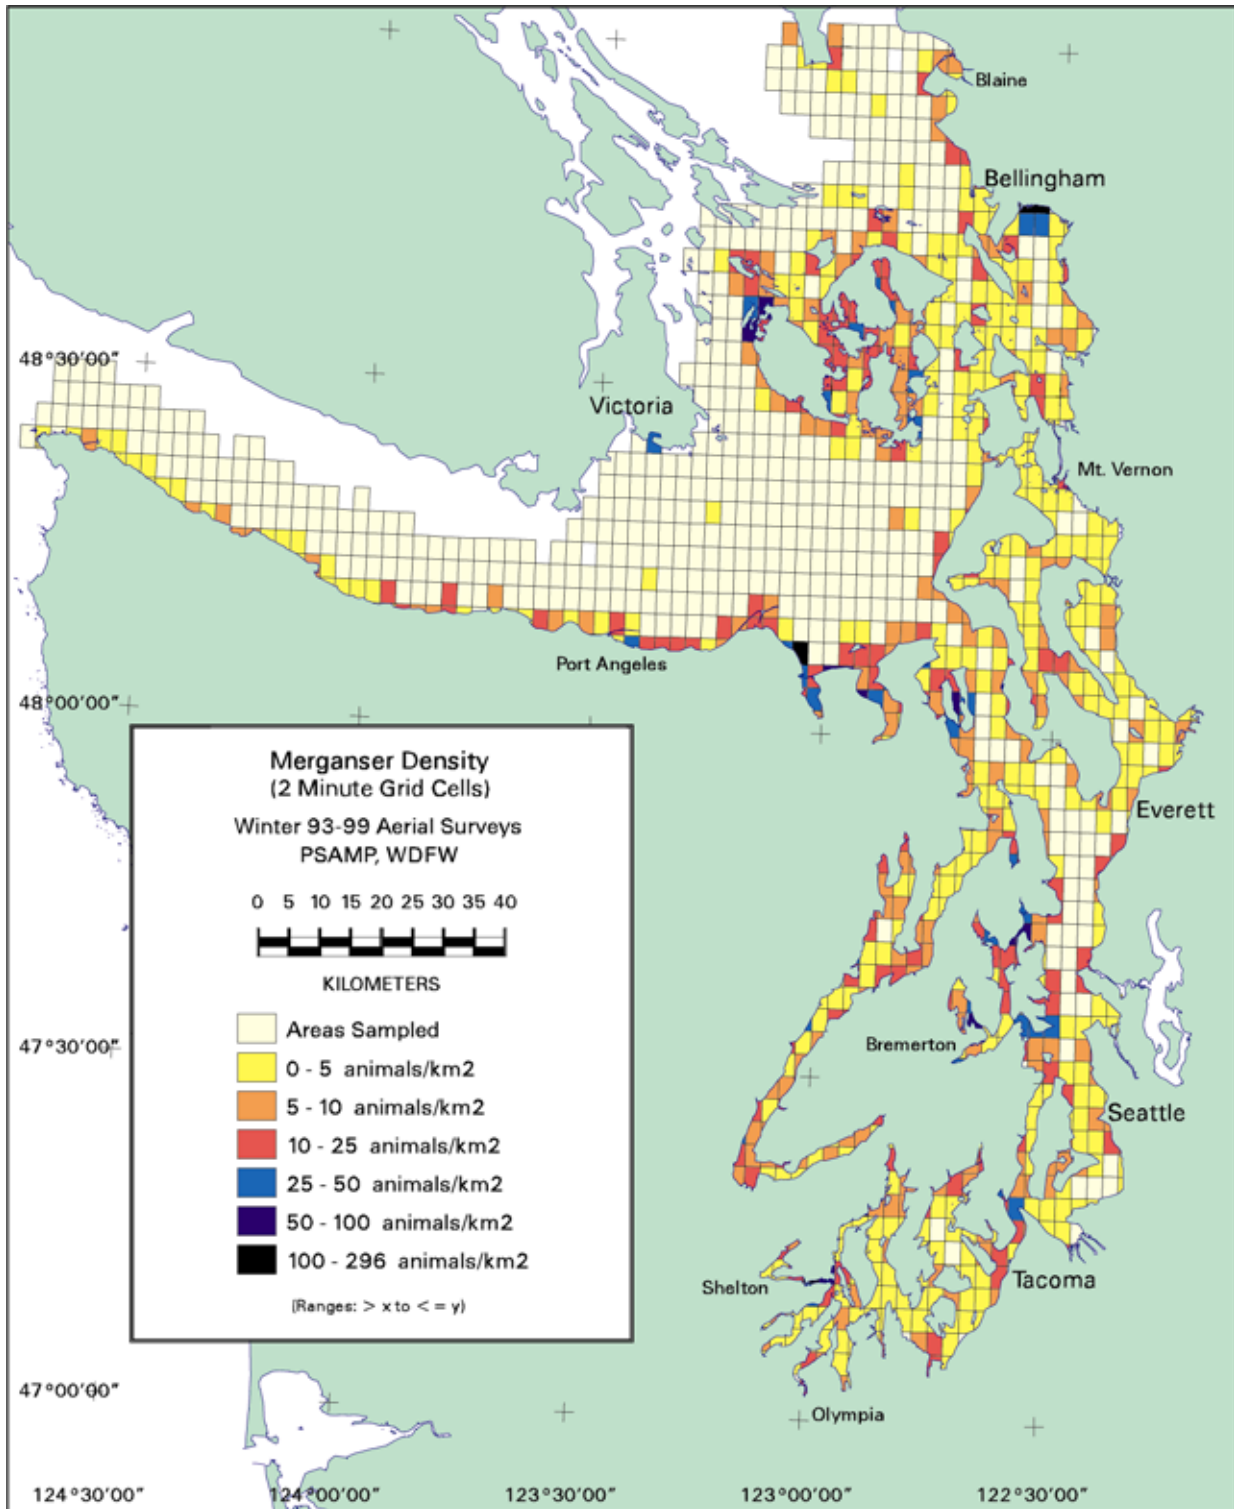 Blaine
Bellingham
48°30'00"
Victoria
Mt. Vernon
Port Angeles
48°00'00"
Merganser Density
(2 Minute Grid Cells)
Winter 93-99 Aerial Surveys
PSAMP, WDFW
0 5 10 15 20 25 30 35 40
KILOMETERS
Areas Sampled
0 - 5 animals/km2
5 - 10 animals/km2
10 - 25 animals/km2
25 - 50 animals/km2
50 - 100 animals/km2
100 - 296 animals/km2
(Ranges: > x to < = y)
Everett
47°30'00"
Bremerton
Seattle
Shelton
Tacoma
47°00'00"
Olympia
124°30'00" 124°00'00" 123°30'00" 123°00'00" 122°30'00"